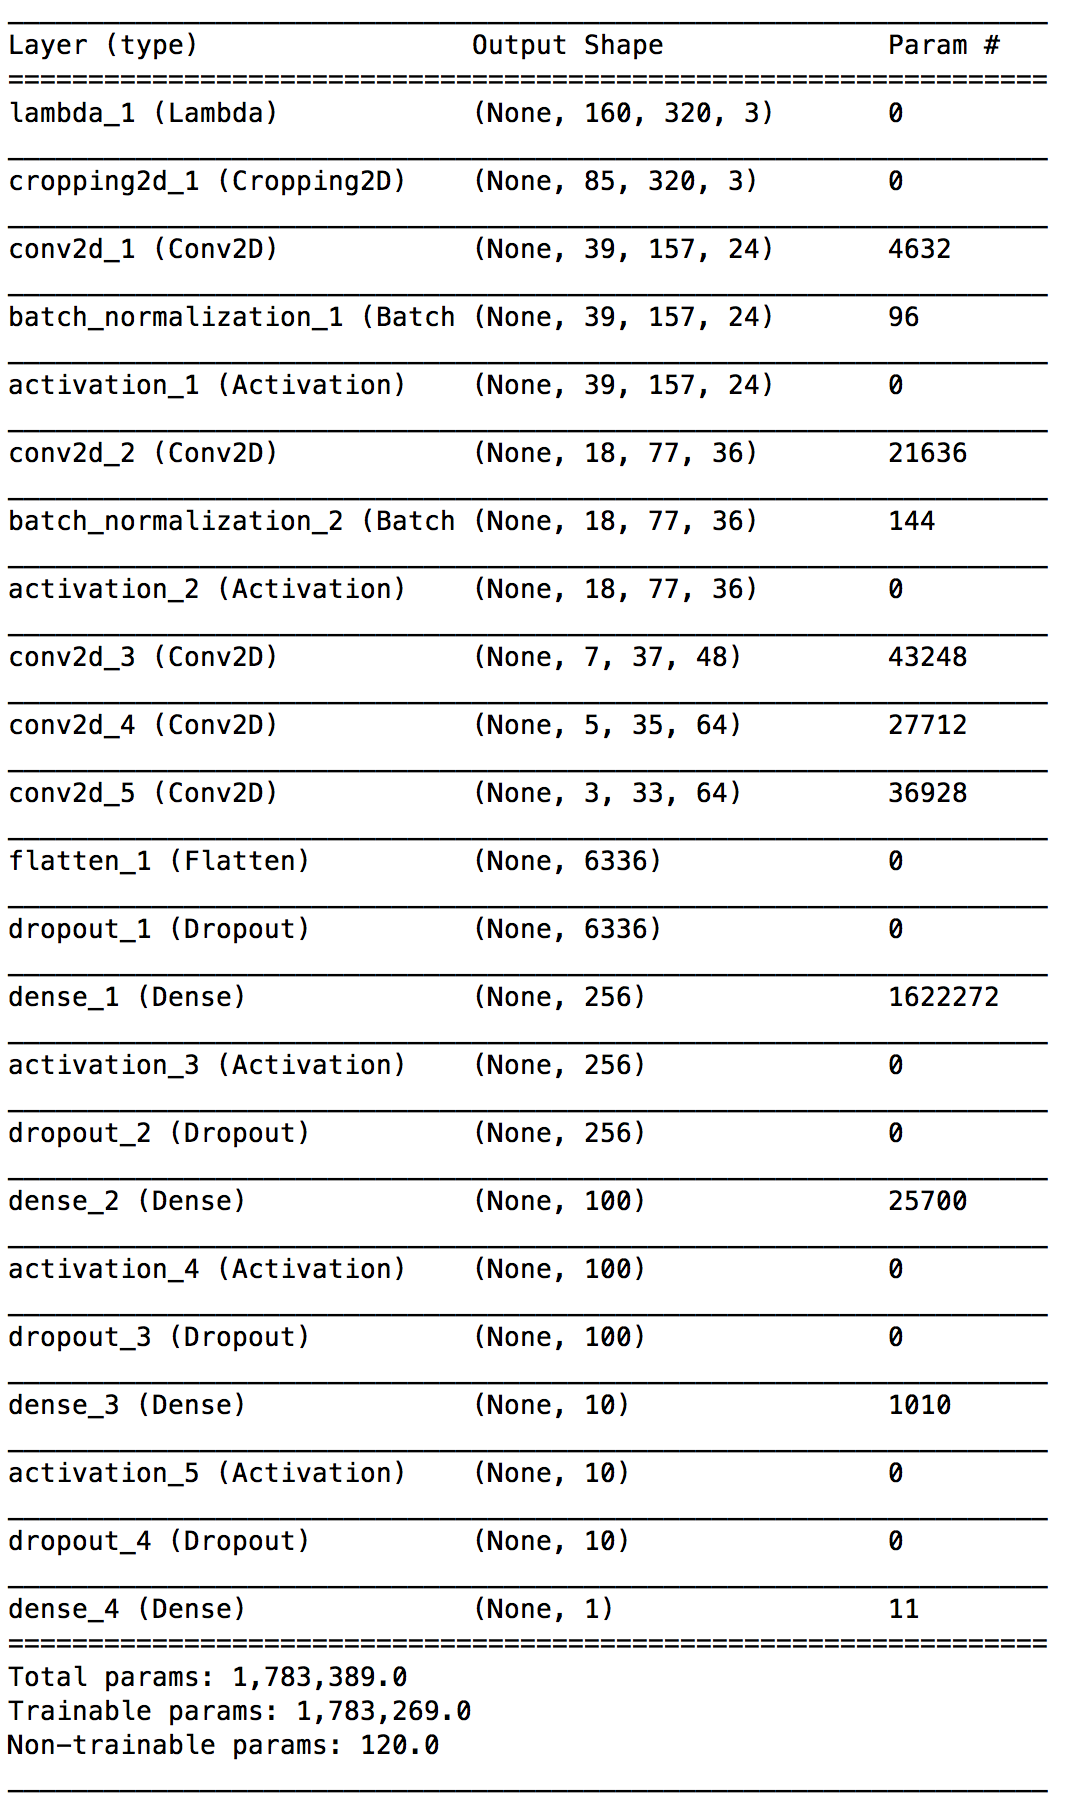 Layer (type) Output Shape Param #
=================================================================
lambda_1 (Lambda) (None, 160, 320, 3) 0
cropping2d_1 (Cropping2D) (None, 85, 320, 3) 0
conv2d_1 (Conv2D) (None, 39, 157, 24) 4632
batch_normalization_1 (Batch (None, 39, 157, 24) 96
activation_1 (Activation) (None, 39, 157, 24) 0
conv2d_2 (Conv2D) (None, 18, 77, 36) 21636
batch_normalization_2 (Batch (None, 18, 77, 36) 144
activation_2 (Activation) (None, 18, 77, 36) 0
conv2d_3 (Conv2D) (None, 7, 37, 48) 43248
conv2d_4 (Conv2D) (None, 5, 35, 64) 27712
conv2d_5 (Conv2D) (None, 3, 33, 64) 36928
flatten_1 (Flatten) (None, 6336) 0
dropout_1 (Dropout) (None, 6336) 0
dense_1 (Dense) (None, 256) 1622272
activation_3 (Activation) (None, 256) 0
dropout_2 (Dropout) (None, 256) 0
dense_2 (Dense) (None, 100) 25700
activation_4 (Activation) (None, 100) 0
dropout_3 (Dropout) (None, 100) 0
dense_3 (Dense) (None, 10) 1010
activation_5 (Activation) (None, 10) 0
dropout_4 (Dropout) (None, 10) 0
dense_4 (Dense) (None, 1) 11
=================================================================
Total params: 1,783,389.0
Trainable params: 1,783,269.0
Non-trainable params: 120.0